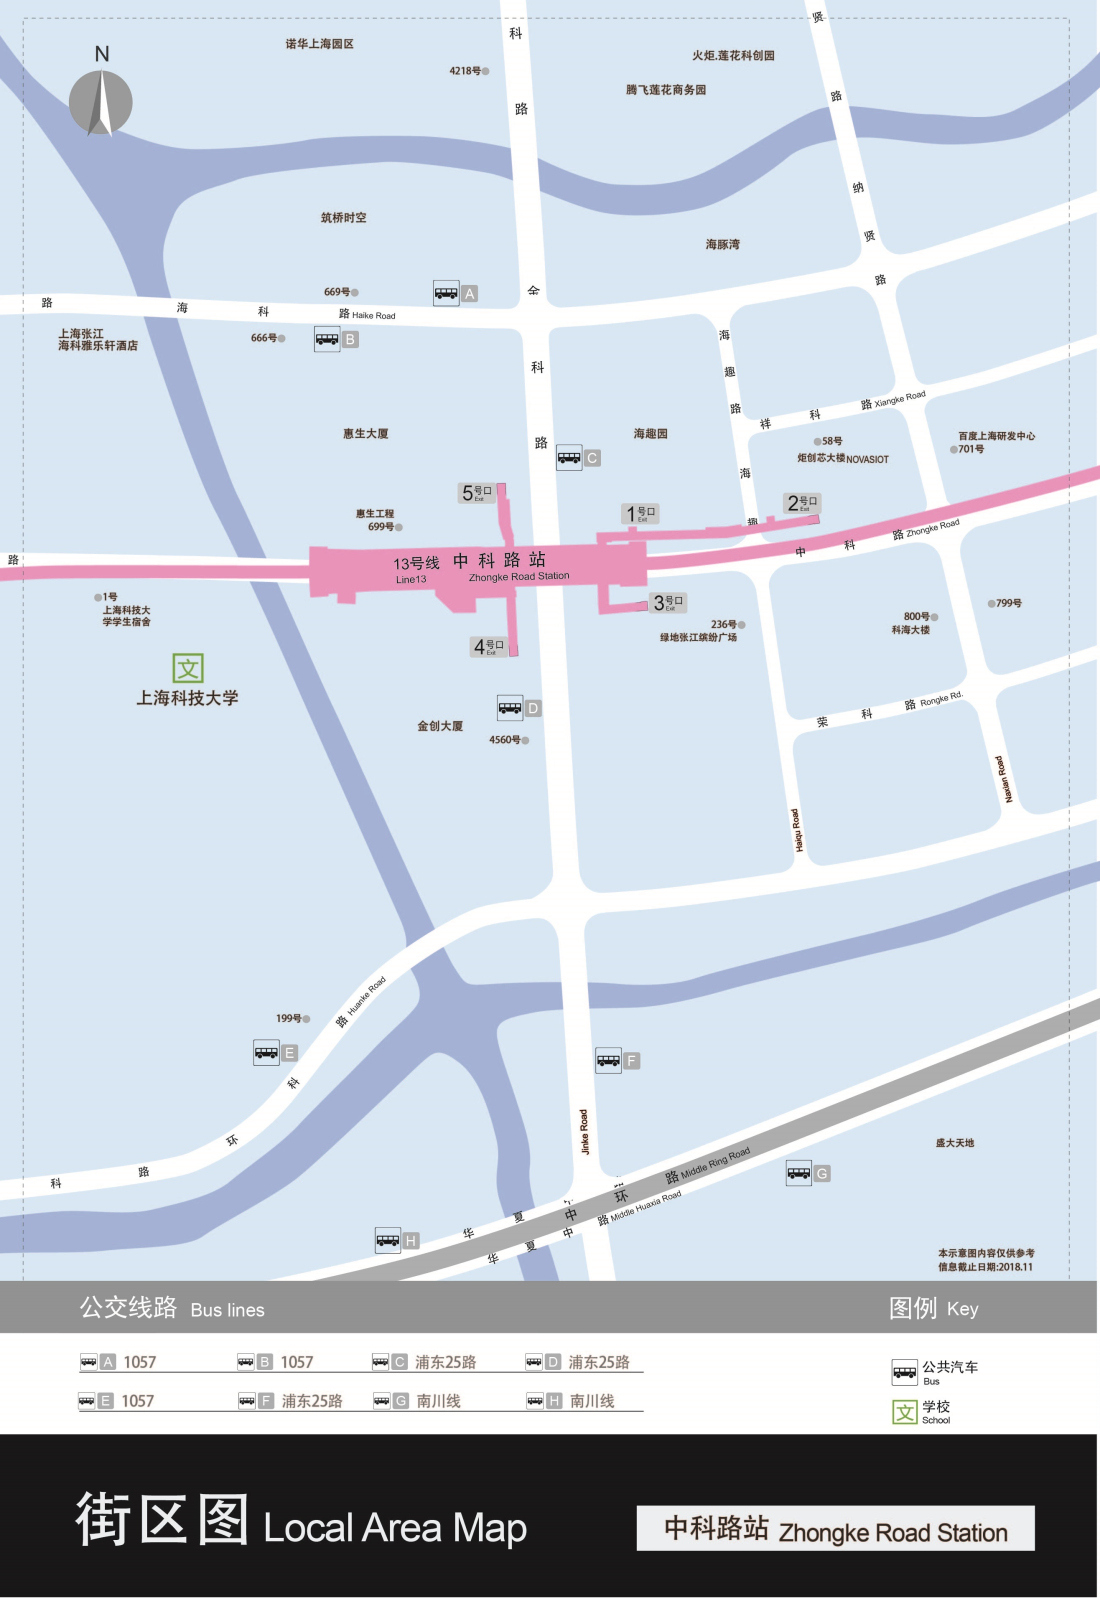 N
诺华上海园区
4218号
科
路
贤
火炬.莲花科创园
腾飞莲花商务园
路
纳
贤
路
筑桥时空
海豚湾
669号
A
金
路
海
科
路 Haike Road
上海张江
海科雅乐轩酒店
666号
B
科
路
海
趣
路
祥
科
路 Xiangke Road
惠生大厦
海趣园
C
58号
炬创芯大楼NOVASIOT
百度上海研发中心
701号
海
趣
5号口
Exit
1号口
Exit
2号口
Exit
惠生工程
699号
路
13号线 中科路站
Line13 Zhongke Road Station
中
科
路 Zhongke Road
1号
上海科技大
学学生宿舍
3号口
Exit
236号
绿地张江缤纷广场
800号
科海大楼
799号
4号口
Exit
文
上海科技大学
D
金创大厦
4560号
荣
科
路 Rongke Rd.
Naxian Road
Haiqu Road
路 Huanke Road
199号
E
F
科
环
路
科
Jinke Road
盛大天地
G
路 Middle Ring Road
环
中
路 Middle Huaxia Road
华
夏
H
华
夏
中
本示意图内容仅供参考
信息截止日期:2018.11
公交线路 Bus lines
图例 Key
A 1057
B 1057
C 浦东25路
D 浦东25路
E 1057
F 浦东25路
G 南川线
H 南川线
公共汽车
Bus
文 学校
School
街区图 Local Area Map
中科路站 Zhongke Road Station